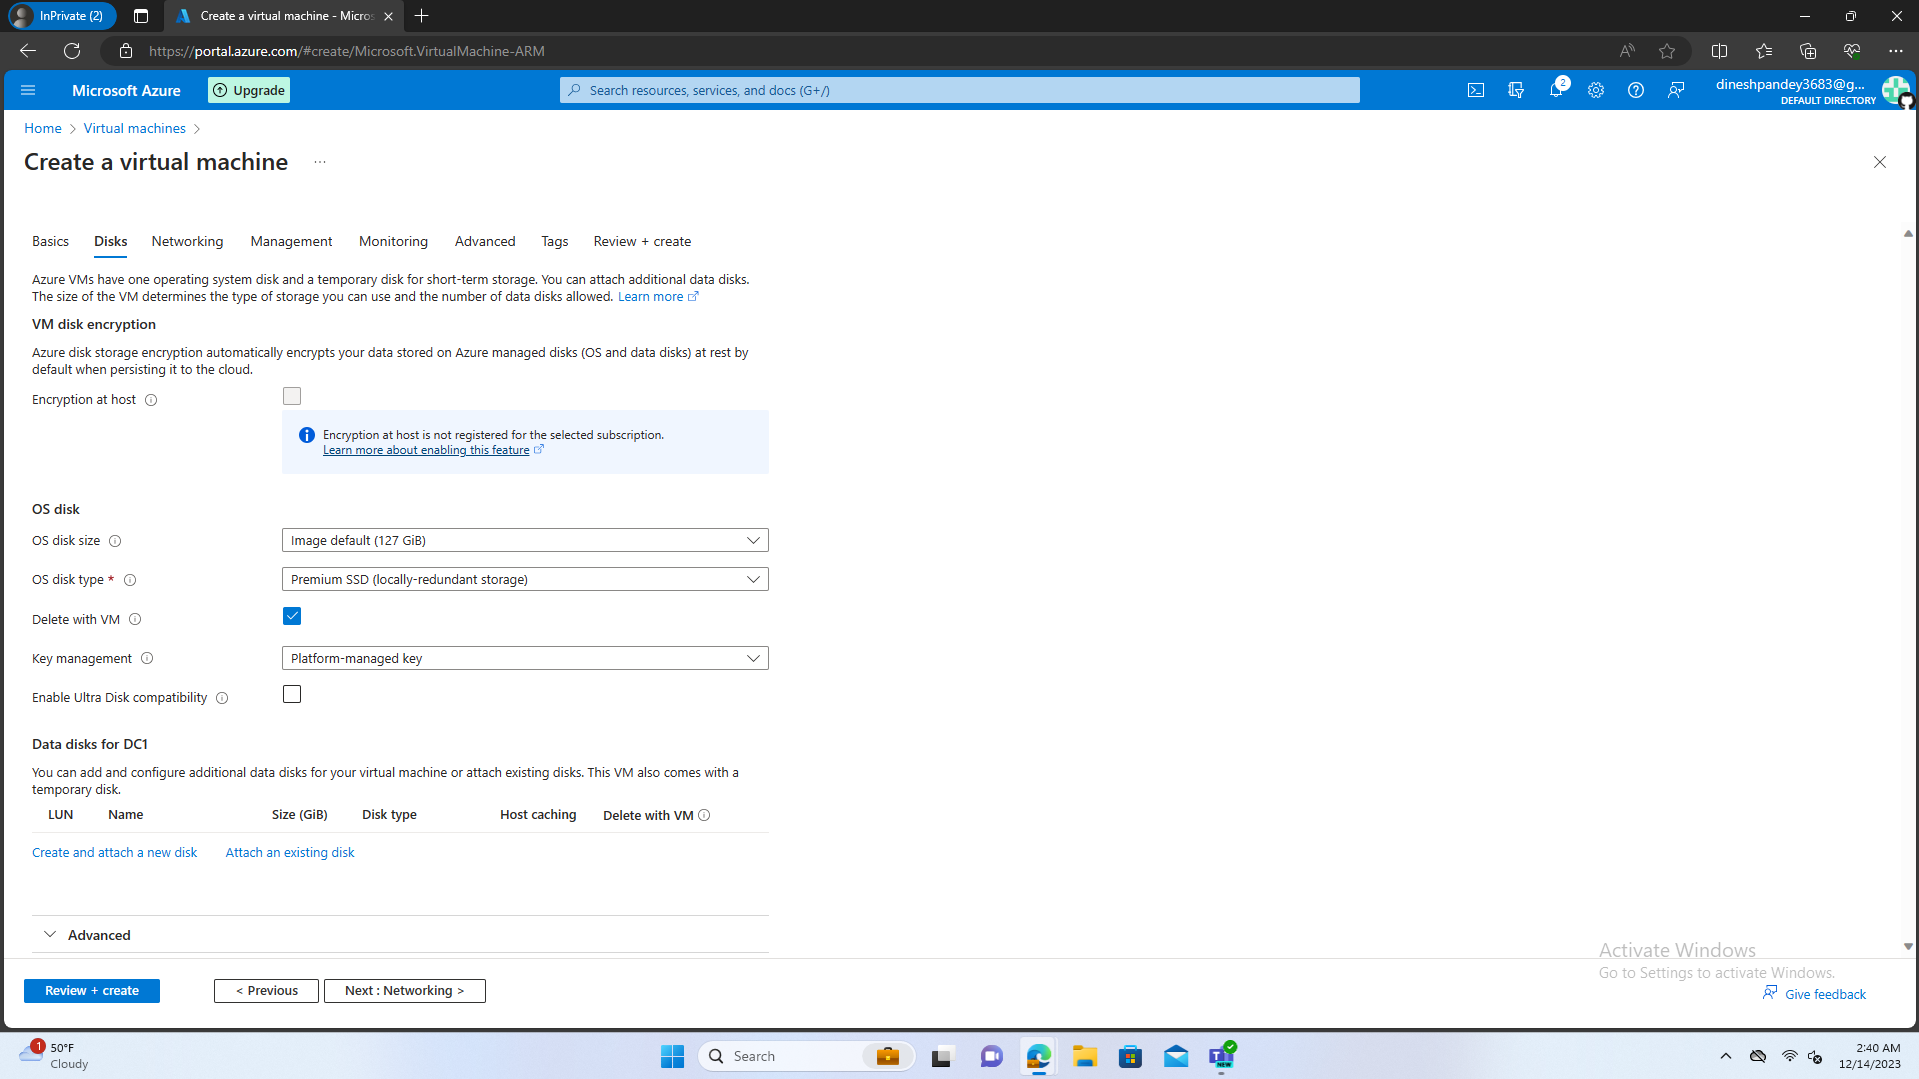 InPrivate (2)
Create a virtual machine - Micros
https://portal.azure.com/#create/Microsoft.VirtualMachine-ARM
Microsoft Azure
Upgrade
Search resources, services, and docs (G+/)
2
dineshpandey3683@g...
DEFAULT DIRECTORY
Home > Virtual machines >
Create a virtual machine ...
Basics Disks Networking Management Monitoring Advanced Tags Review + create
Azure VMs have one operating system disk and a temporary disk for short-term storage. You can attach additional data disks.
The size of the VM determines the type of storage you can use and the number of data disks allowed. Learn more
VM disk encryption
Azure disk storage encryption automatically encrypts your data stored on Azure managed disks (OS and data disks) at rest by
default when persisting it to the cloud.
Encryption at host
Encryption at host is not registered for the selected subscription.
Learn more about enabling this feature
OS disk
OS disk size
Image default (127 GiB)
OS disk type *
Premium SSD (locally-redundant storage)
Delete with VM
Key management
Platform-managed key
Enable Ultra Disk compatibility
Data disks for DC1
You can add and configure additional data disks for your virtual machine or attach existing disks. This VM also comes with a
temporary disk.
LUN Name Size (GiB) Disk type Host caching Delete with VM
Create and attach a new disk Attach an existing disk
Advanced
Activate Windows
Go to Settings to activate Windows.
Review + create
< Previous
Next : Networking >
Give feedback
1
50°F
Cloudy
Search
NEW
2:40 AM
12/14/2023